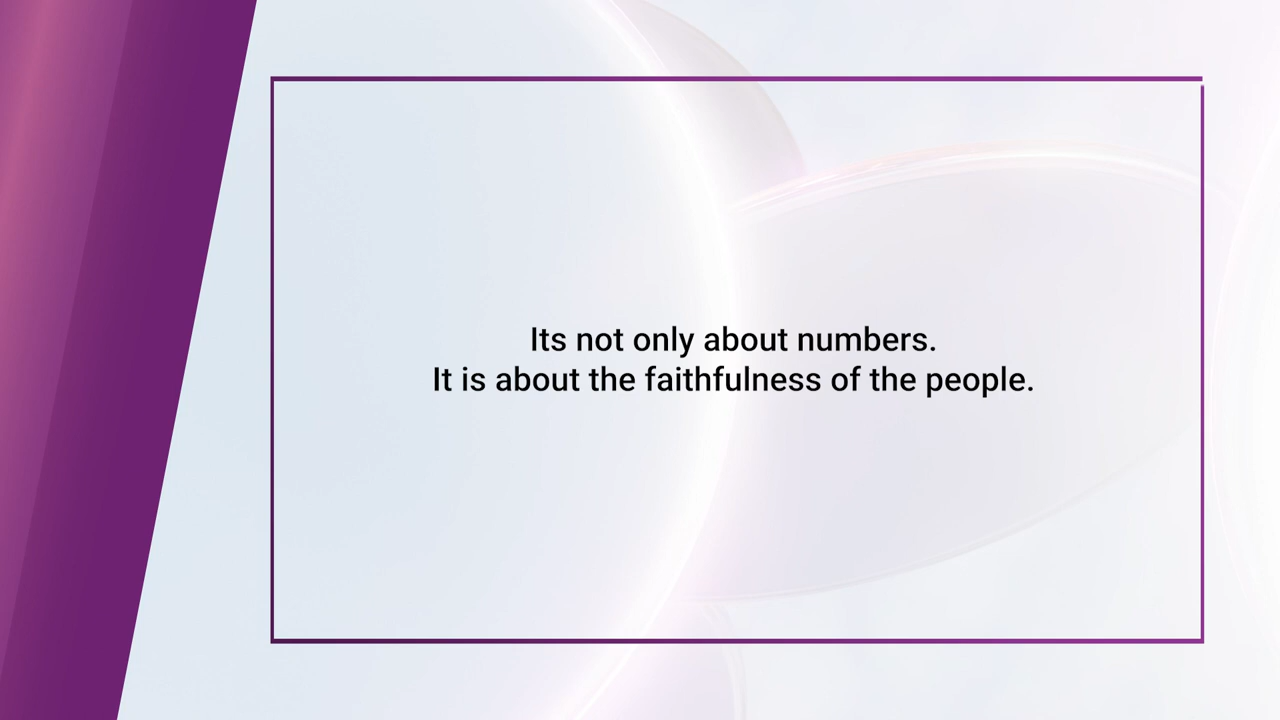 Its not only about numbers.
It is about the faithfulness of the people.